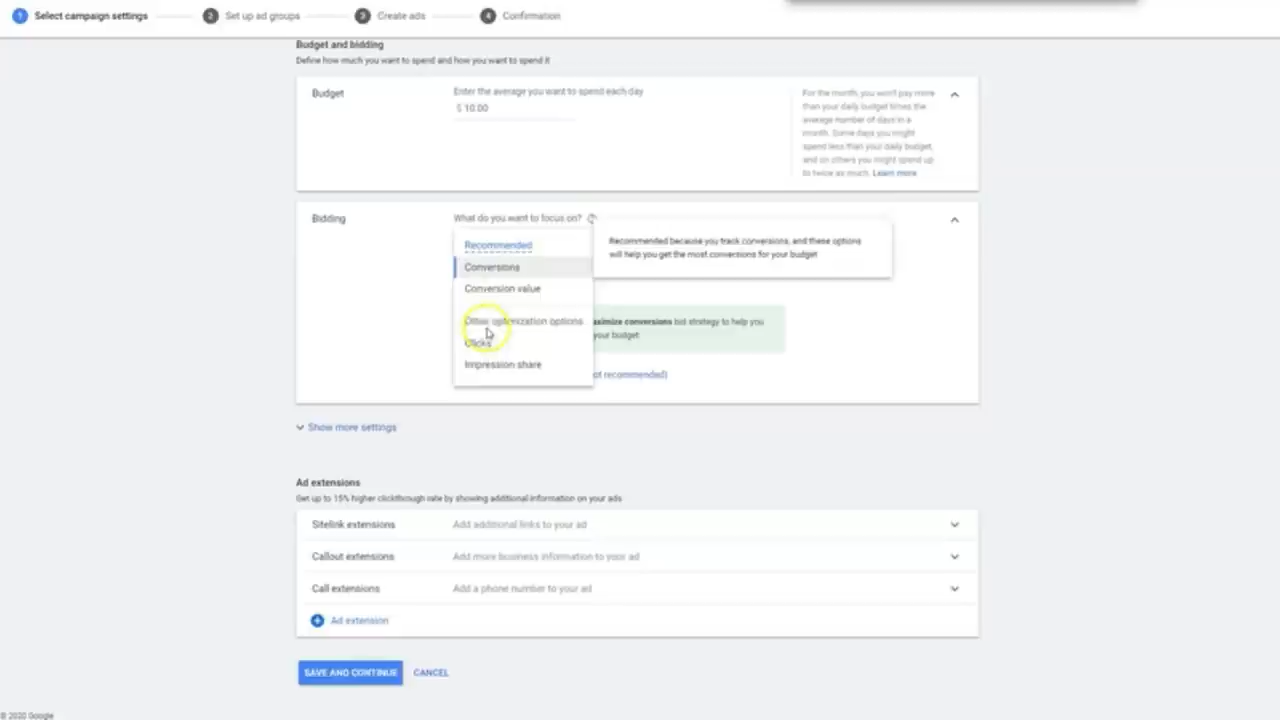 1 Select campaign settings
2 Set up ad groups
3 Create ads
4 Confirmation
Budget and bidding
Define how much you want to spend and how you want to spend it
Budget
Enter the average you want to spend each day
$ 10.00
For the month, you won't pay more
than your daily budget times the
average number of days in a
month. Some days you might
spend less than your daily budget,
and on others you might spend up
to twice as much. Learn more
Bidding
What do you want to focus on?
Recommended
Recommended because you track conversions, and these options
will help you get the most conversions for your budget
Conversions
Conversion value
Other optimization options
aximize conversions bid strategy to help you
your budget
Clicks
Impression share
ot recommended)
Show more settings
Ad extensions
Get up to 15% higher clickthrough rate by showing additional information on your ads
Sitelink extensions
Add additional links to your ad
Callout extensions
Add more business information to your ad
Call extensions
Add a phone number to your ad
Ad extension
SAVE AND CONTINUE
CANCEL
© 2020 Google